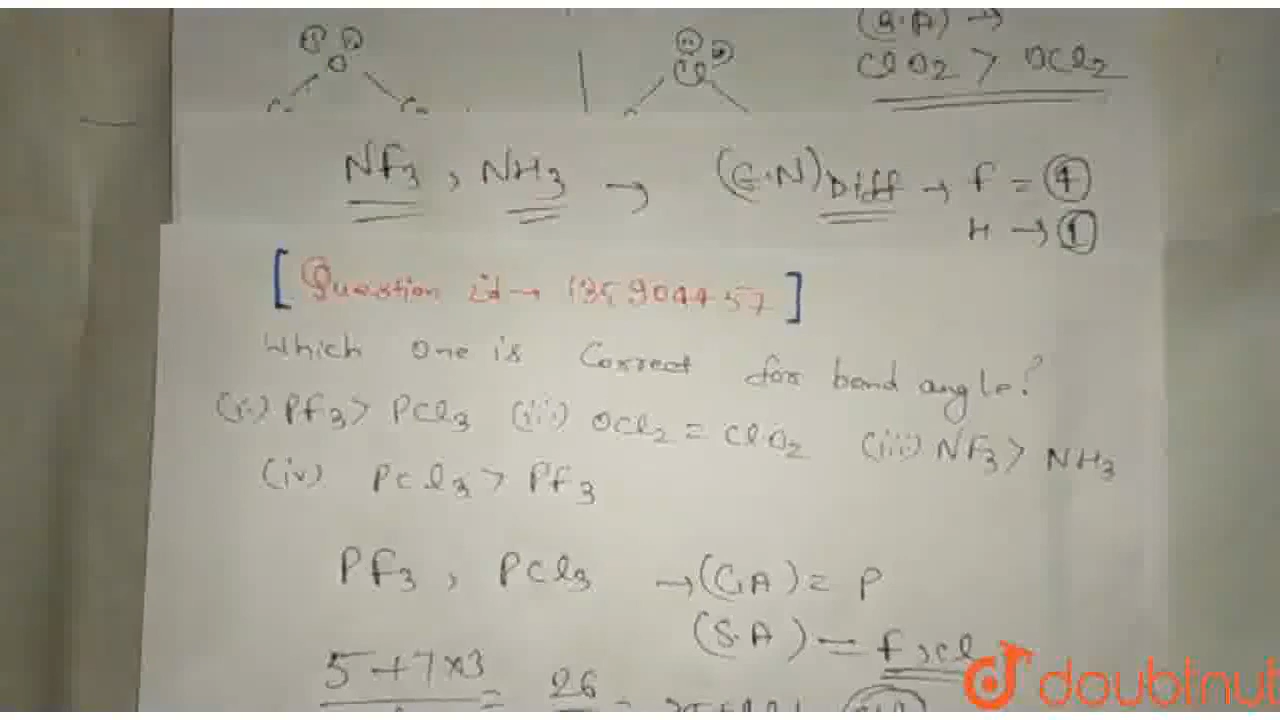 (S.A) →
ClO2 > OCl2
NF3 , NH3 → (E.N)Diff → F = 4
H → 1
[ Question id →
Which one is Correct for bond angle?
(i) PF3 > PCl3 (ii) OCl2 = ClO2 (iii) NF3 > NH3
(iv) PCl3 > PF3
PF3 , PCl3 → (C.A) = P
(S.A) = F, Cl
5+7×3 = 26
doubtnut